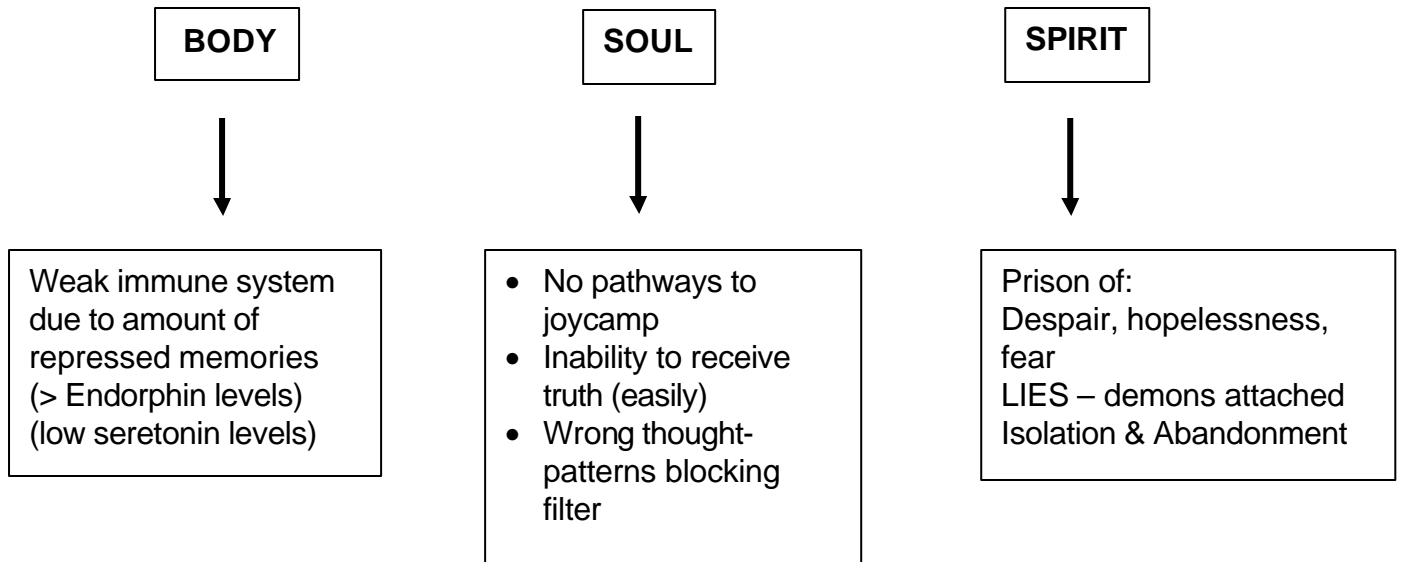 BODY
SOUL
SPIRIT
Weak immune system
due to amount of
repressed memories
(> Endorphin levels)
(low seretonin levels)
• No pathways to
joycamp
• Inability to receive
truth (easily)
• Wrong thought-
patterns blocking
filter
Prison of:
Despair, hopelessness,
fear
LIES – demons attached
Isolation & Abandonment